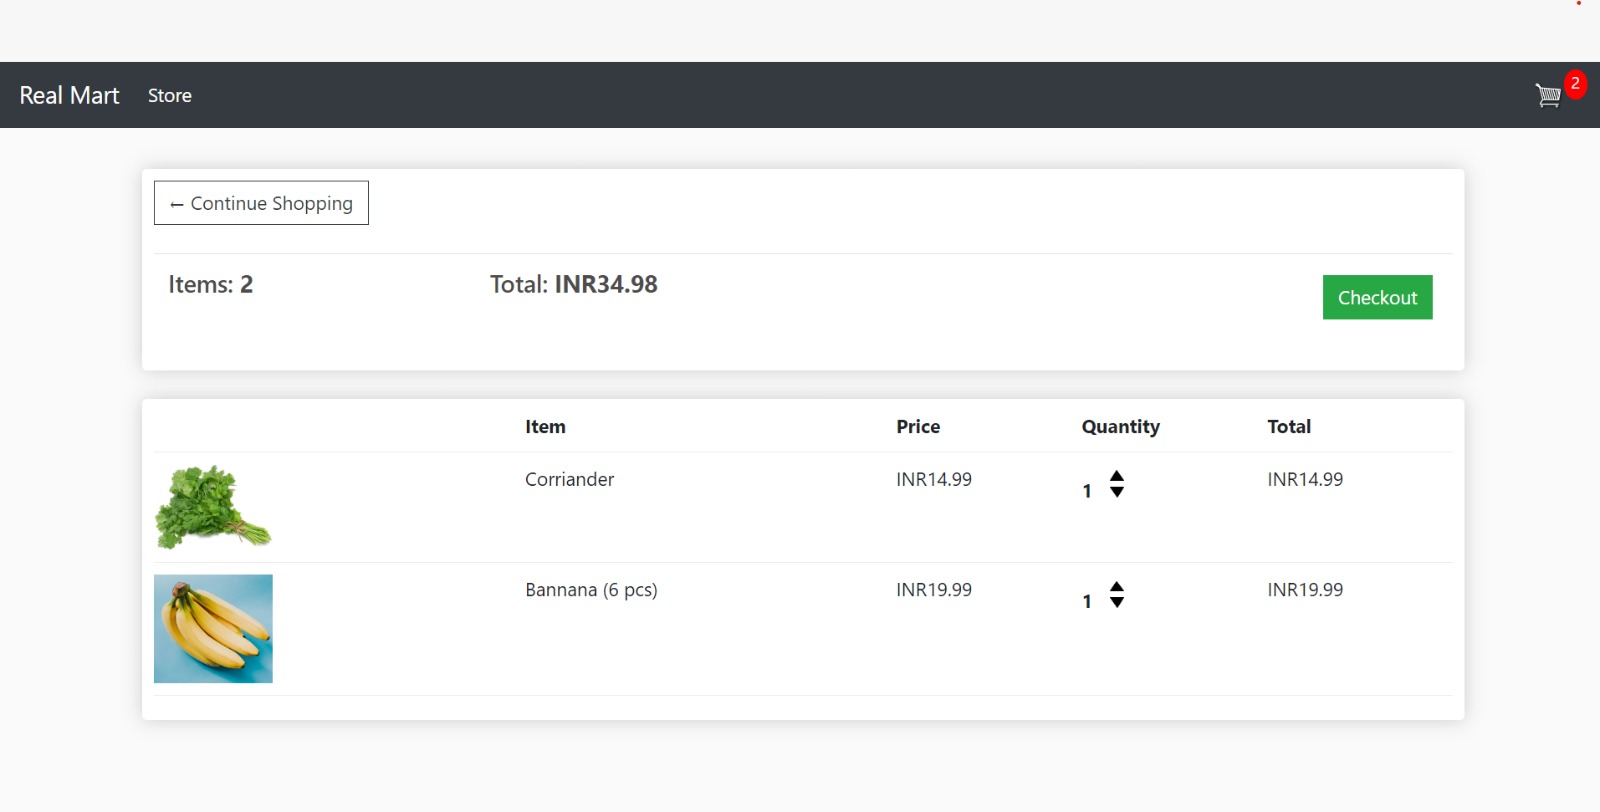 Real Mart Store 2
← Continue Shopping
Items: 2 Total: INR34.98 Checkout
Item Price Quantity Total
Corriander INR14.99 1 INR14.99
Bannana (6 pcs) INR19.99 1 INR19.99